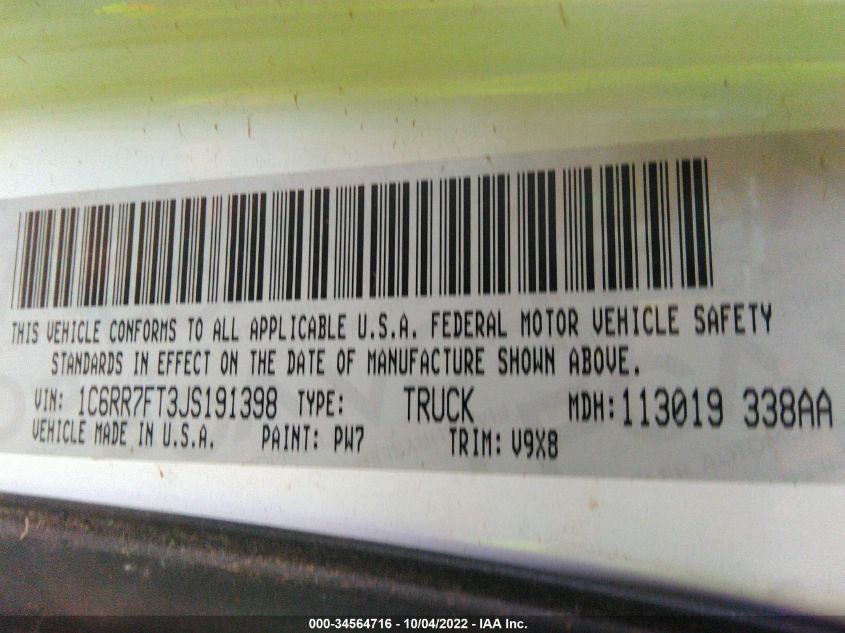 THIS VEHICLE CONFORMS TO ALL APPLICABLE U.S.A. FEDERAL MOTOR VEHICLE SAFETY
STANDARDS IN EFFECT ON THE DATE OF MANUFACTURE SHOWN ABOVE.
VIN: 1C6RR7FT3JS191398 TYPE: TRUCK MDH: 113019 338AA
VEHICLE MADE IN U.S.A. PAINT: PW7 TRIM: V9X8
000-34564716 - 10/04/2022 - IAA Inc.